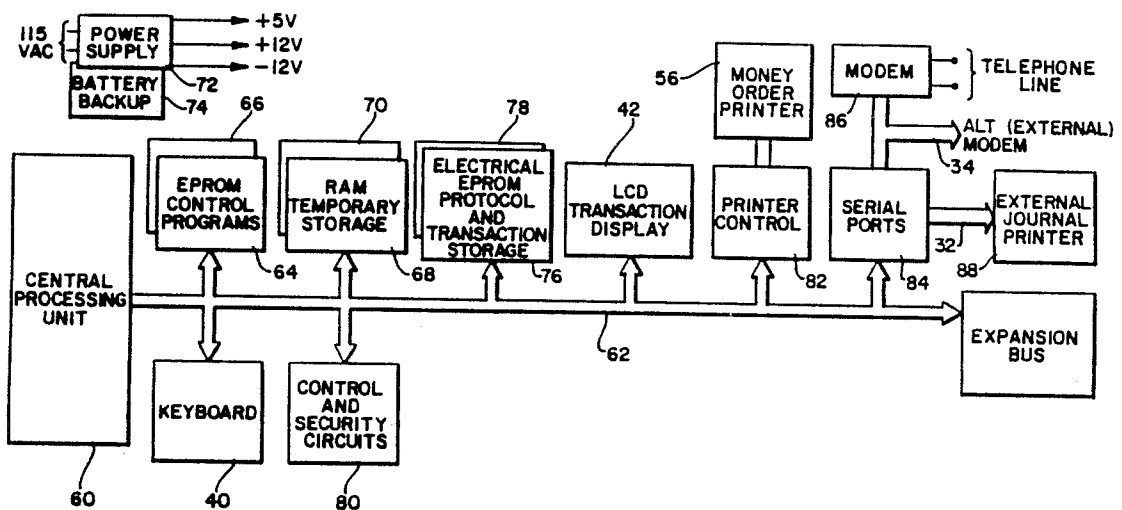 115
VAC
POWER
SUPPLY
+5V
+12V
-12V
BATTERY
BACKUP
72
74
56
MONEY
ORDER
PRINTER
MODEM
86
TELEPHONE
LINE
ALT (EXTERNAL)
MODEM
34
66
70
78
42
EPROM
CONTROL
PROGRAMS
64
RAM
TEMPORARY
STORAGE
68
ELECTRICAL
EPROM
PROTOCOL
AND
TRANSACTION
STORAGE
76
LCD
TRANSACTION
DISPLAY
PRINTER
CONTROL
82
SERIAL
PORTS
84
32
EXTERNAL
JOURNAL
PRINTER
88
CENTRAL
PROCESSING
UNIT
60
62
EXPANSION
BUS
KEYBOARD
40
CONTROL
AND
SECURITY
CIRCUITS
80